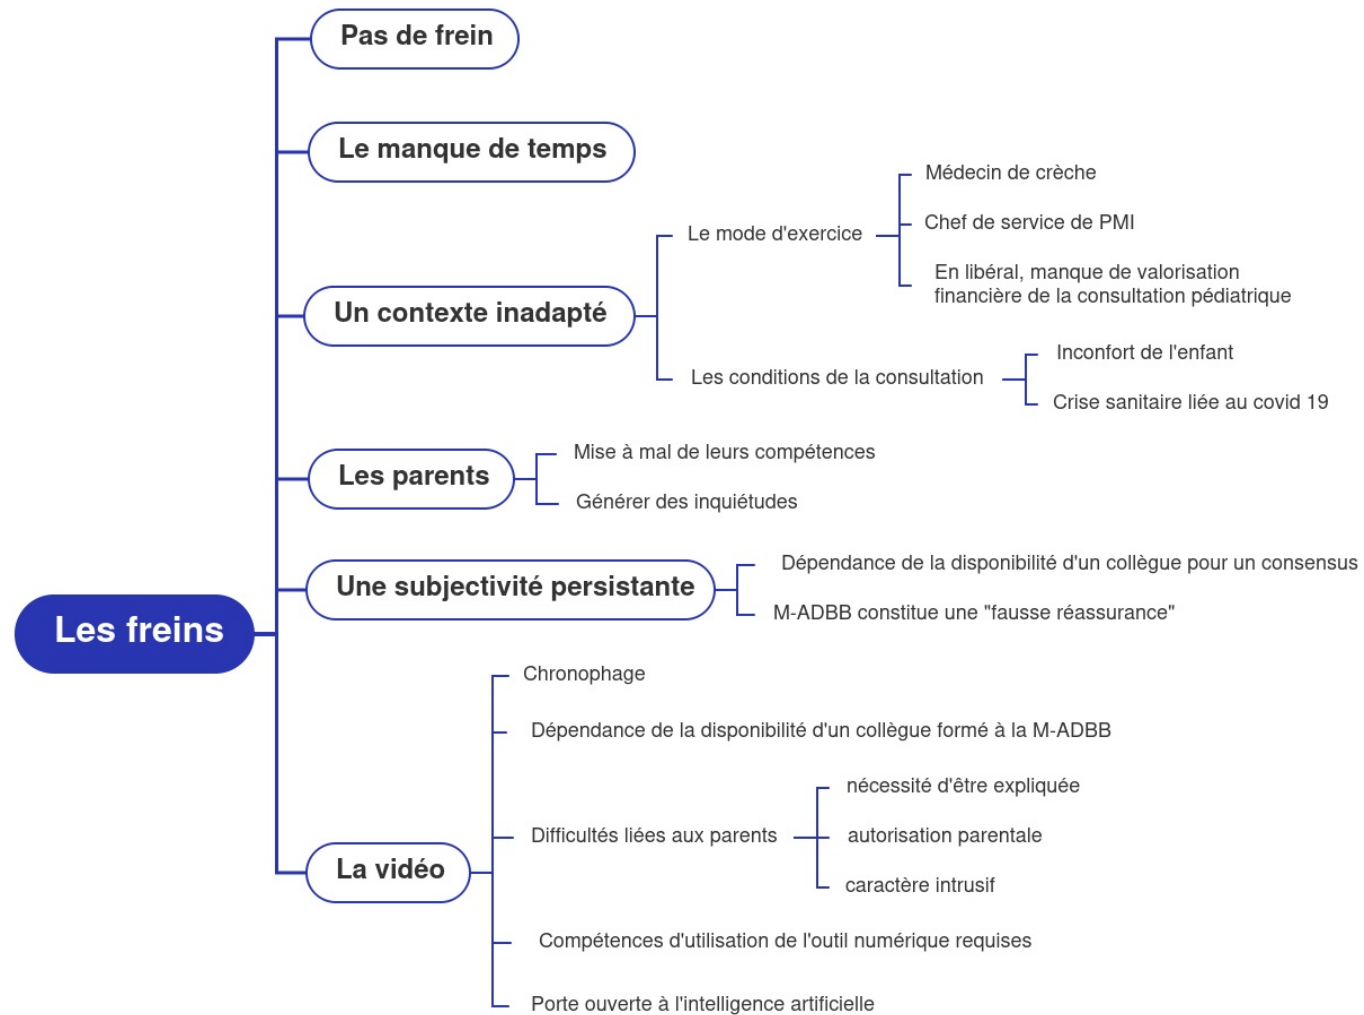 Pas de frein
Le manque de temps
Médecin de crèche
Le mode d'exercice
Chef de service de PMI
En libéral, manque de valorisation
financière de la consultation pédiatrique
Un contexte inadapté
Les conditions de la consultation
Inconfort de l'enfant
Crise sanitaire liée au covid 19
Les parents
Mise à mal de leurs compétences
Générer des inquiétudes
Une subjectivité persistante
Dépendance de la disponibilité d'un collègue pour un consensus
M-ADBB constitue une "fausse réassurance"
Les freins
Chronophage
Dépendance de la disponibilité d'un collègue formé à la M-ADBB
Difficultés liées aux parents
nécessité d'être expliquée
autorisation parentale
caractère intrusif
La vidéo
Compétences d'utilisation de l'outil numérique requises
Porte ouverte à l'intelligence artificielle